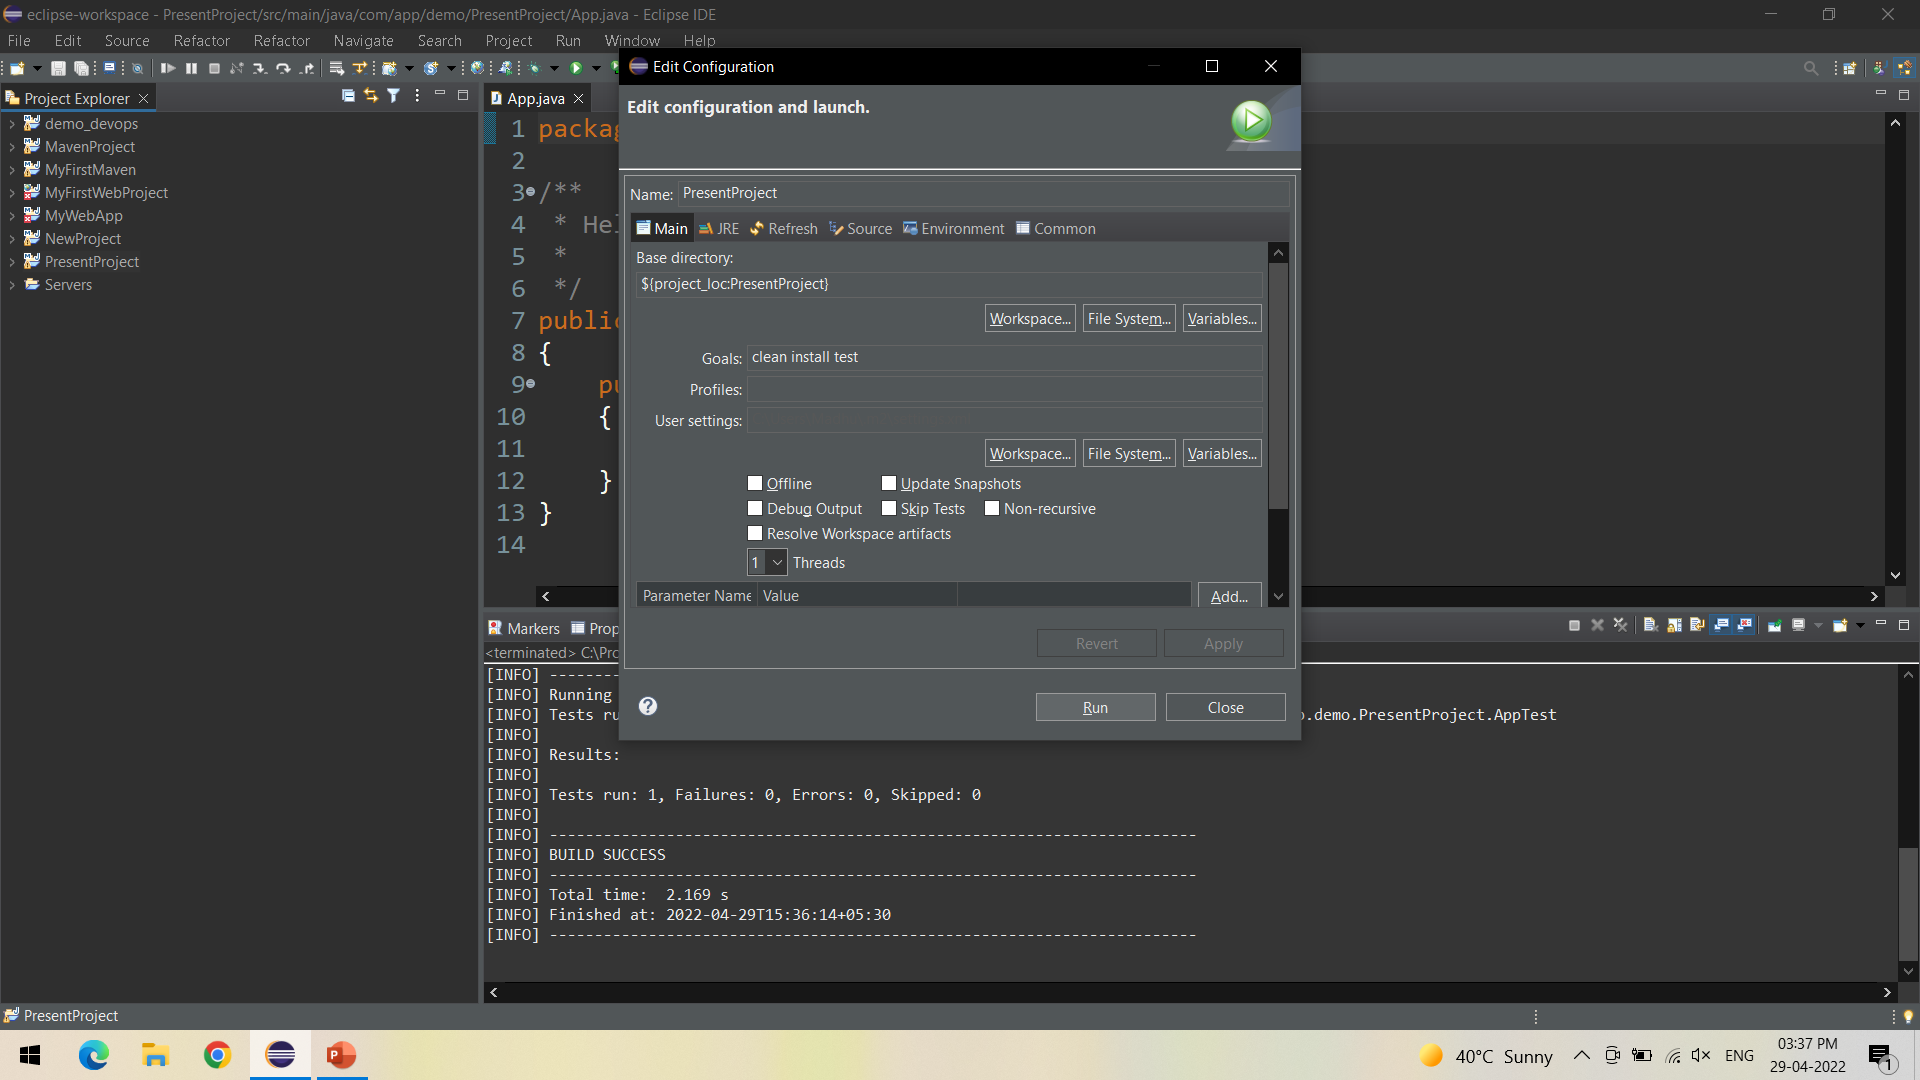 eclipse-workspace - PresentProject/src/main/java/com/app/demo/PresentProject/App.java - Eclipse IDE
File Edit Source Refactor Refactor Navigate Search Project Run Window Help
Project Explorer
demo_devops
MavenProject
MyFirstMaven
MyFirstWebProject
MyWebApp
NewProject
PresentProject
Servers
App.java
1 packag
2
3 /**
4 * Hel
5 *
6 */
7 public
8 {
9 pu
10 {
11
12 }
13 }
14
Edit Configuration
Edit configuration and launch.
Name: PresentProject
Main JRE Refresh Source Environment Common
Base directory:
${project_loc:PresentProject}
Workspace... File System... Variables...
Goals: clean install test
Profiles:
User settings:
Workspace... File System... Variables...
Offline Update Snapshots
Debug Output Skip Tests Non-recursive
Resolve Workspace artifacts
1 Threads
Parameter Name Value Add...
Revert Apply
Run Close
Markers Prop
<terminated> C:\Pro
[INFO] --------
[INFO] Running
[INFO] Tests ru .demo.PresentProject.AppTest
[INFO]
[INFO] Results:
[INFO]
[INFO] Tests run: 1, Failures: 0, Errors: 0, Skipped: 0
[INFO]
[INFO] ------------------------------------------------------------------------
[INFO] BUILD SUCCESS
[INFO] ------------------------------------------------------------------------
[INFO] Total time:  2.169 s
[INFO] Finished at: 2022-04-29T15:36:14+05:30
[INFO] ------------------------------------------------------------------------
PresentProject
40°C Sunny ENG 03:37 PM
29-04-2022
1